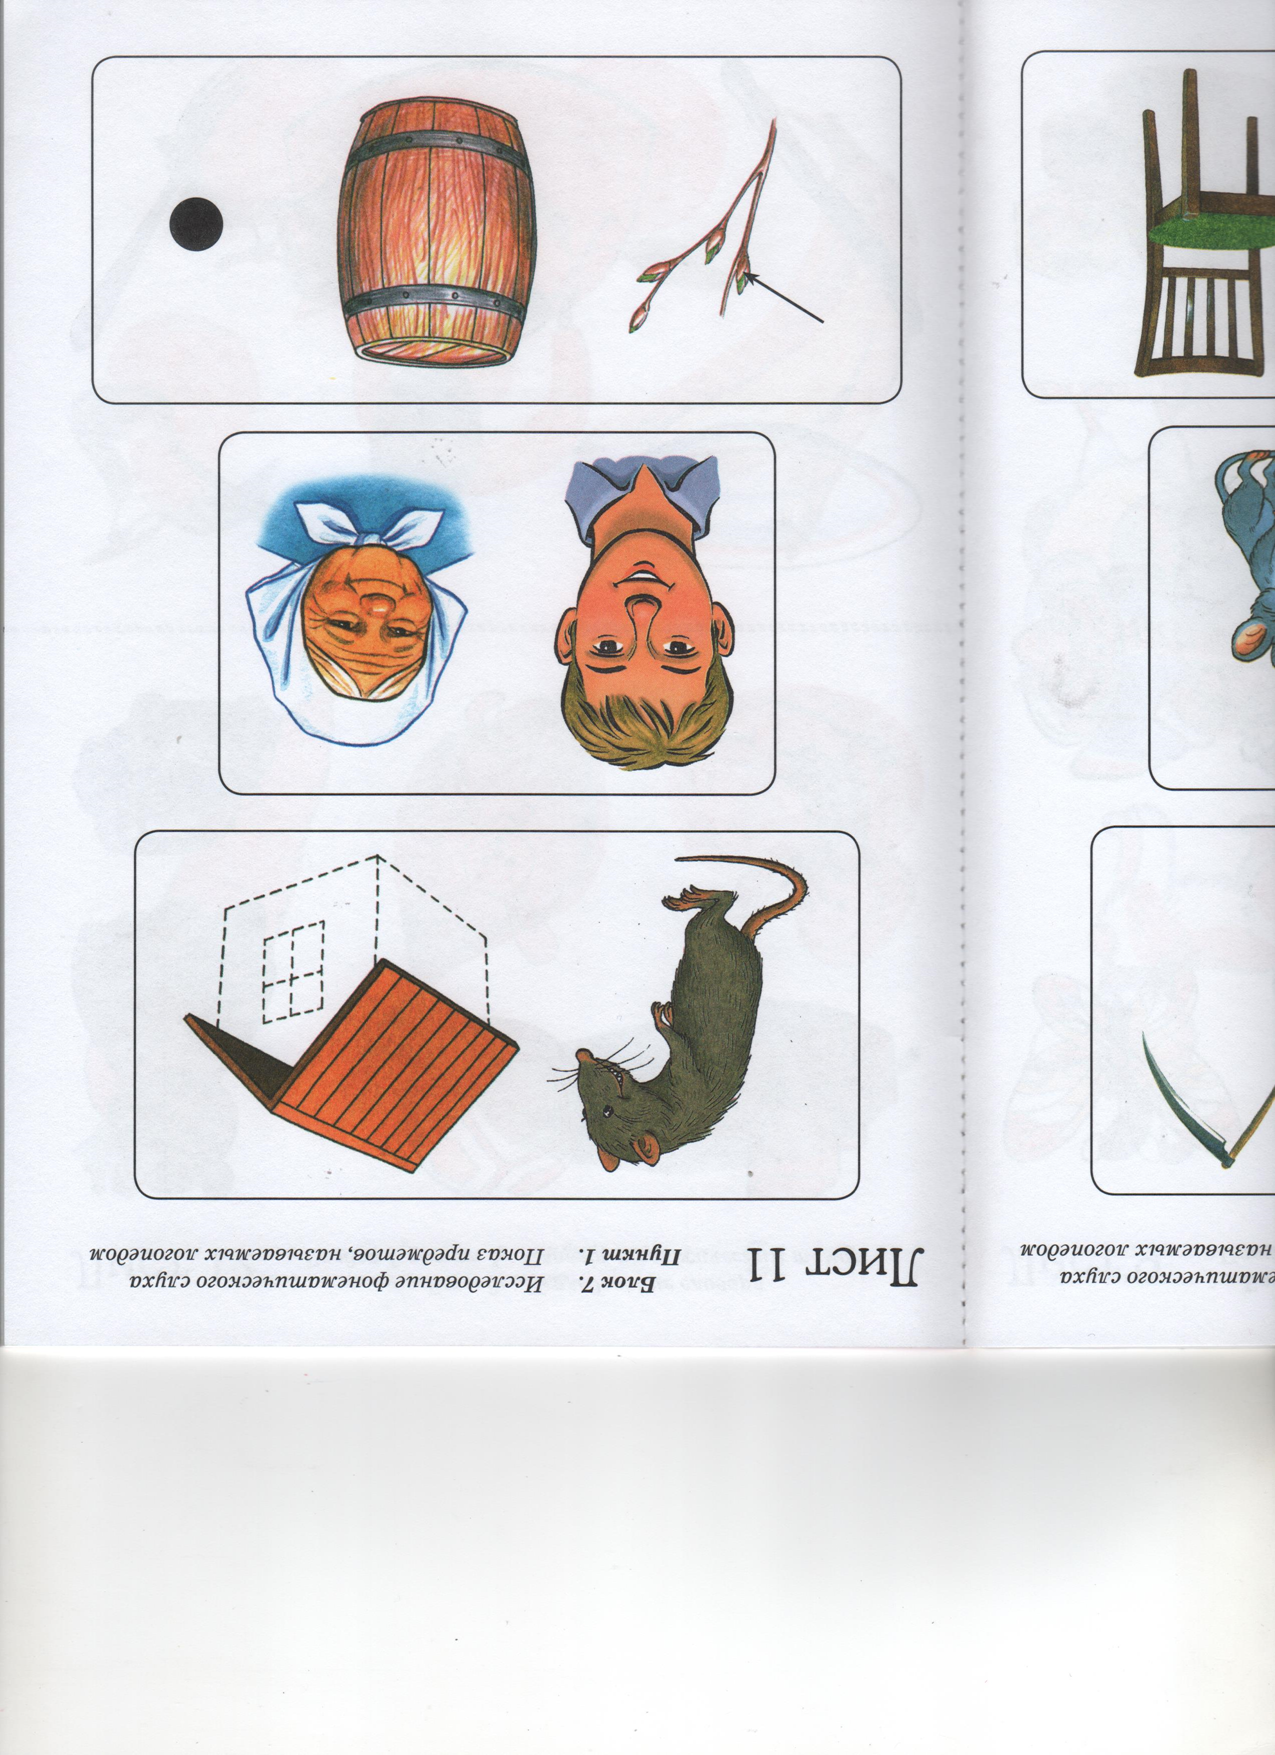 Лист 11
Блок 7. Исследование фонематического слуха
Пункт 1. Показ предметов, называемых логопедом
ематического слуха
называемых логопедом